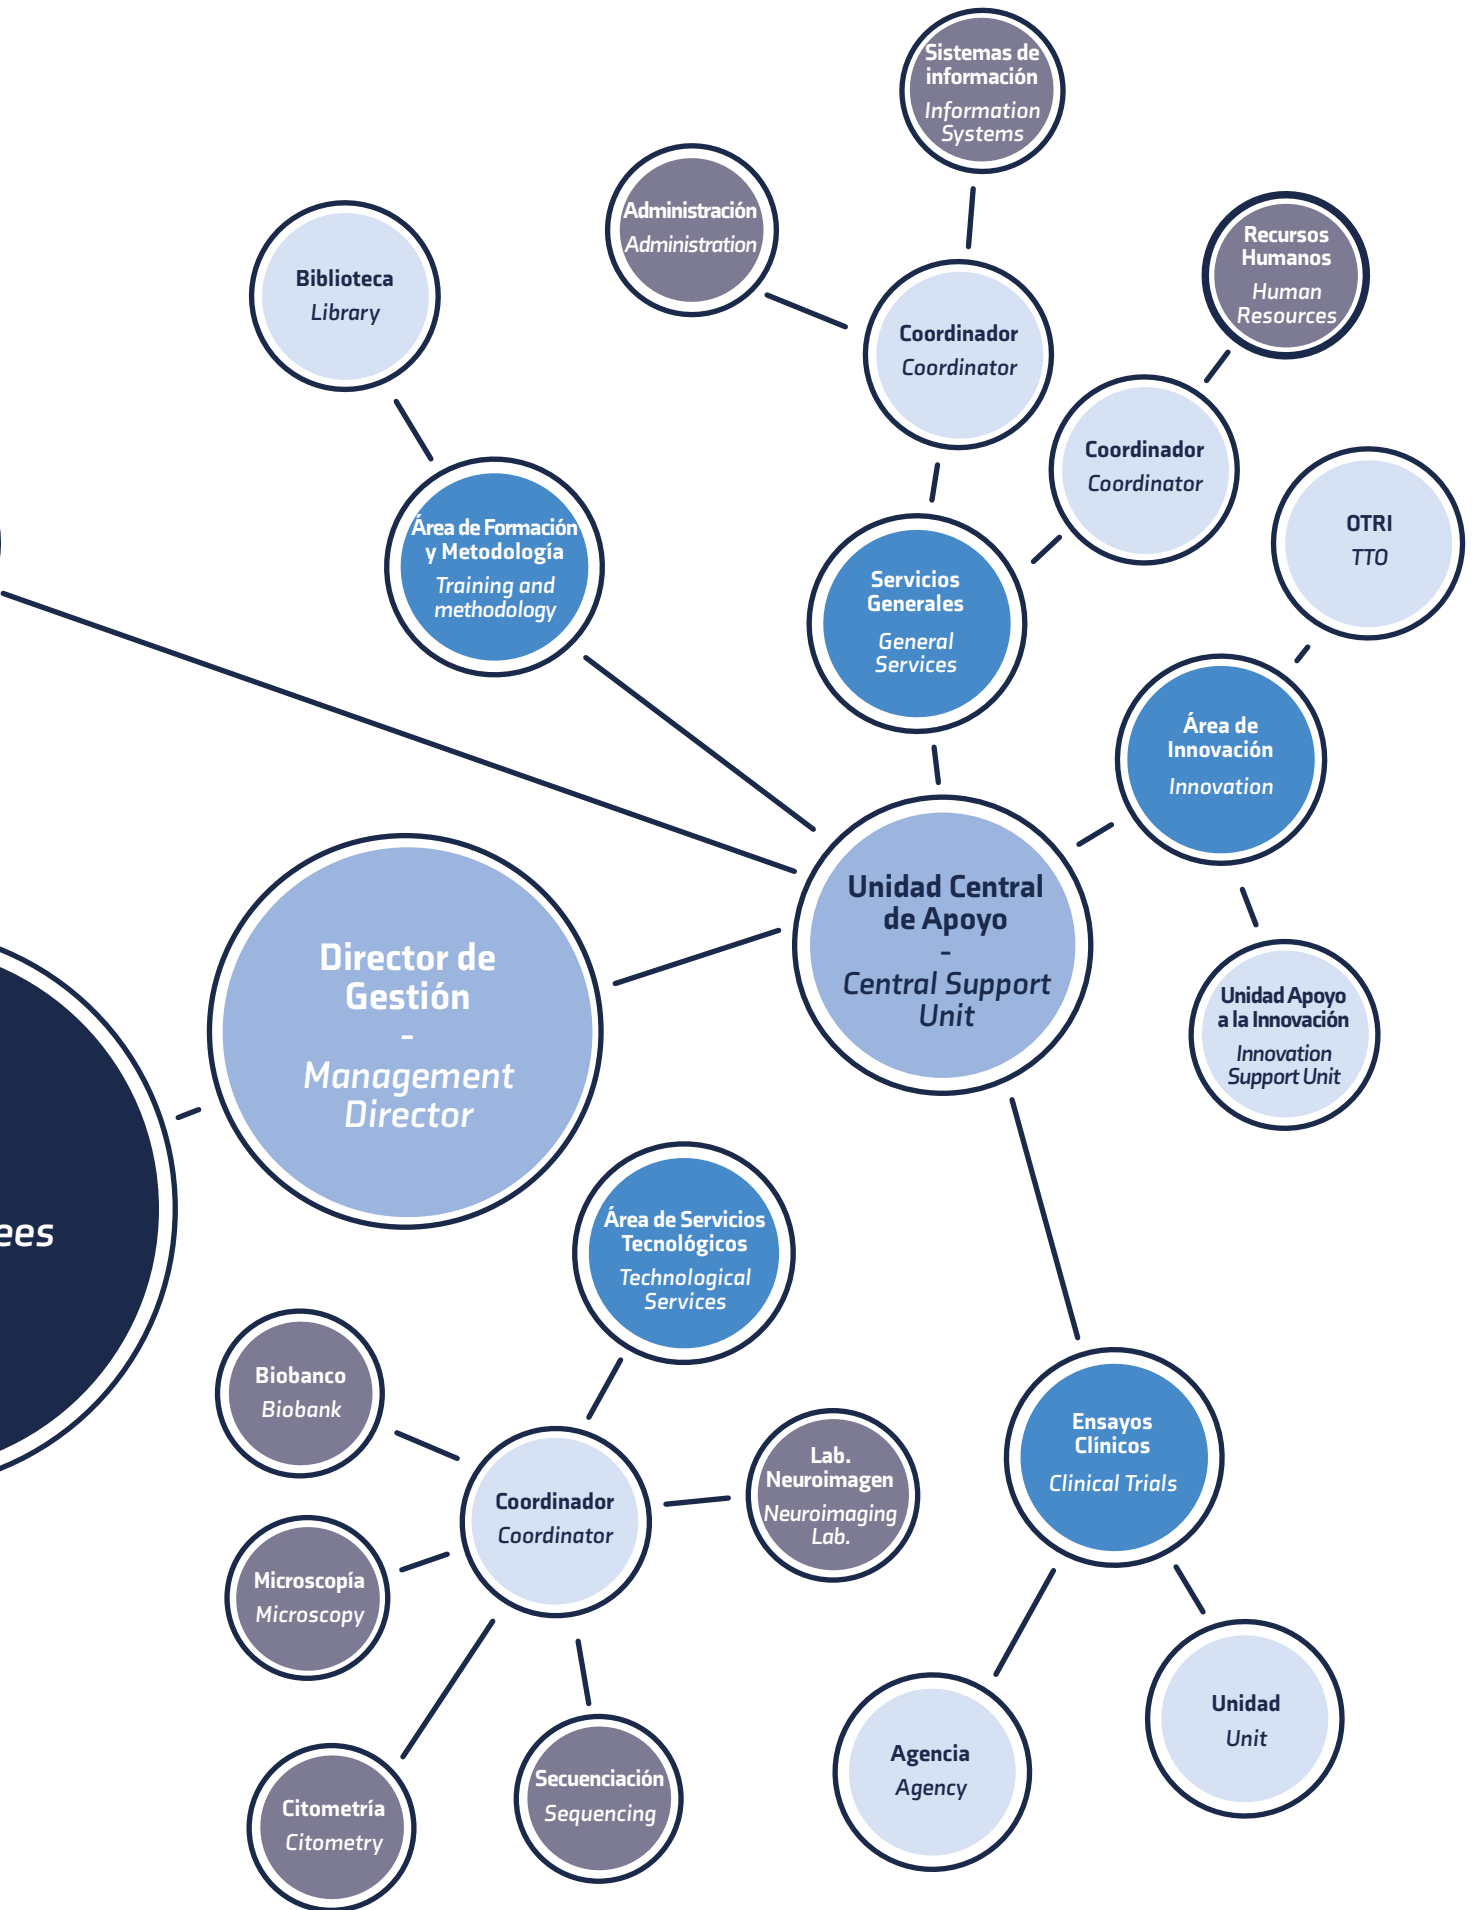 Sistemas de
información
Information
Systems
Administración
Administration
Recursos
Humanos
Human
Resources
Biblioteca
Library
Coordinador
Coordinator
Coordinador
Coordinator
OTRI
TTO
Área de Formación
y Metodología
Training and
methodology
Servicios
Generales
General
Services
Área de
Innovación
Innovation
Unidad Central
de Apoyo
-
Central Support
Unit
Director de
Gestión
-
Management
Director
Unidad Apoyo
a la Innovación
Innovation
Support Unit
ees
Área de Servicios
Tecnológicos
Technological
Services
Biobanco
Biobank
Coordinador
Coordinator
Lab.
Neuroimagen
Neuroimaging
Lab.
Ensayos
Clínicos
Clinical Trials
Microscopía
Microscopy
Citometría
Citometry
Secuenciación
Sequencing
Agencia
Agency
Unidad
Unit